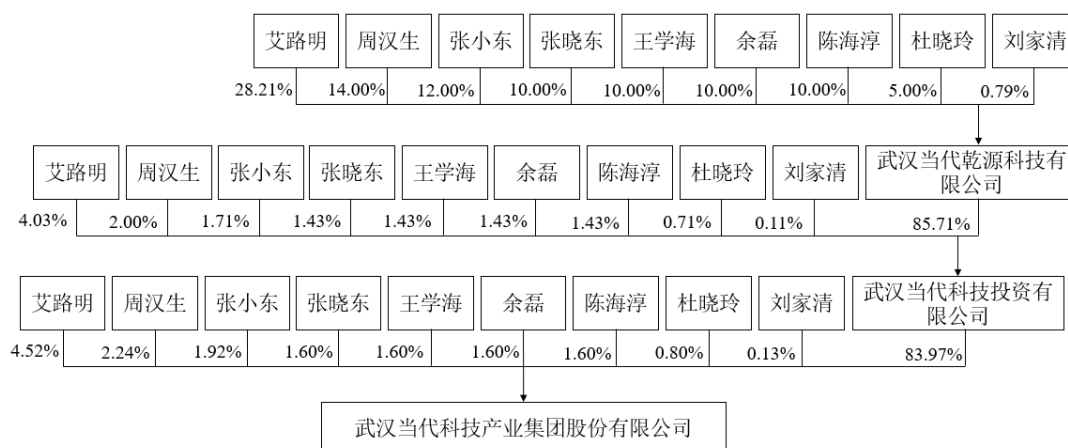 艾路明 周汉生 张小东 张晓东 王学海 余磊 陈海淳 杜晓玲 刘家清
28.21% 14.00% 12.00% 10.00% 10.00% 10.00% 10.00% 5.00% 0.79%
艾路明 周汉生 张小东 张晓东 王学海 余磊 陈海淳 杜晓玲 刘家清 武汉当代乾源科技有
限公司
4.03% 2.00% 1.71% 1.43% 1.43% 1.43% 1.43% 0.71% 0.11% 85.71%
艾路明 周汉生 张小东 张晓东 王学海 余磊 陈海淳 杜晓玲 刘家清 武汉当代科技投资有
限公司
4.52% 2.24% 1.92% 1.60% 1.60% 1.60% 1.60% 0.80% 0.13% 83.97%
武汉当代科技产业集团股份有限公司